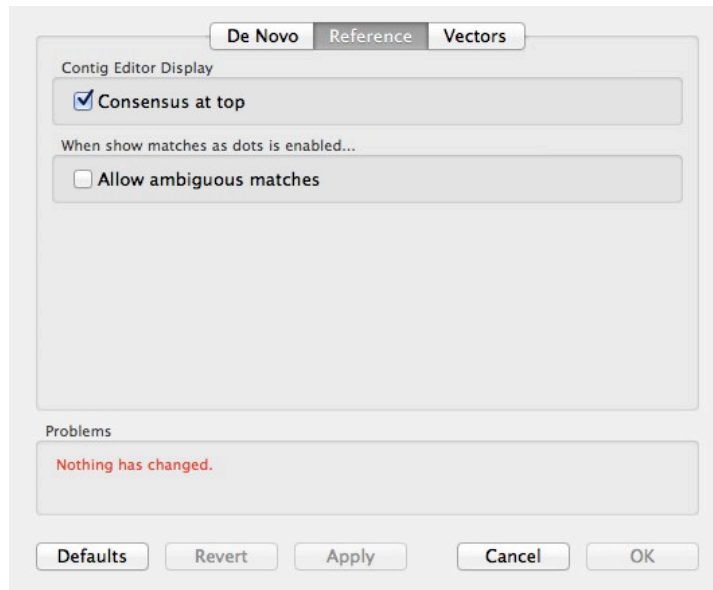 De Novo Reference Vectors
Contig Editor Display
Consensus at top
When show matches as dots is enabled...
Allow ambiguous matches
Problems
Nothing has changed.
Defaults Revert Apply Cancel OK